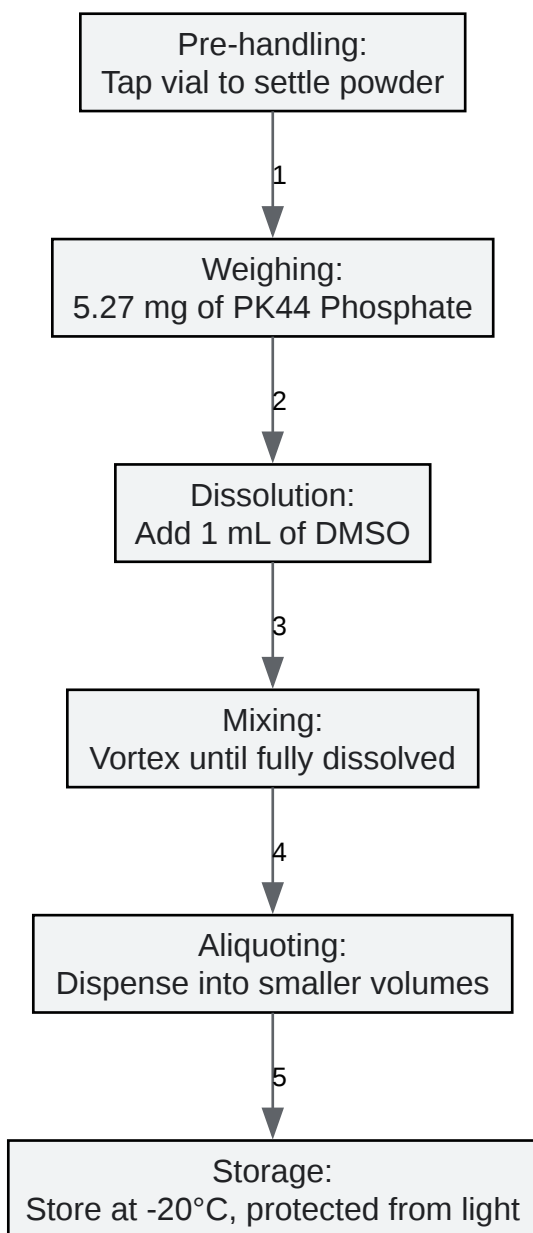 Pre-handling:
Tap vial to settle powder
1
Weighing:
5.27 mg of PK44 Phosphate
2
Dissolution:
Add 1 mL of DMSO
3
Mixing:
Vortex until fully dissolved
4
Aliquoting:
Dispense into smaller volumes
5
Storage:
Store at -20°C, protected from light